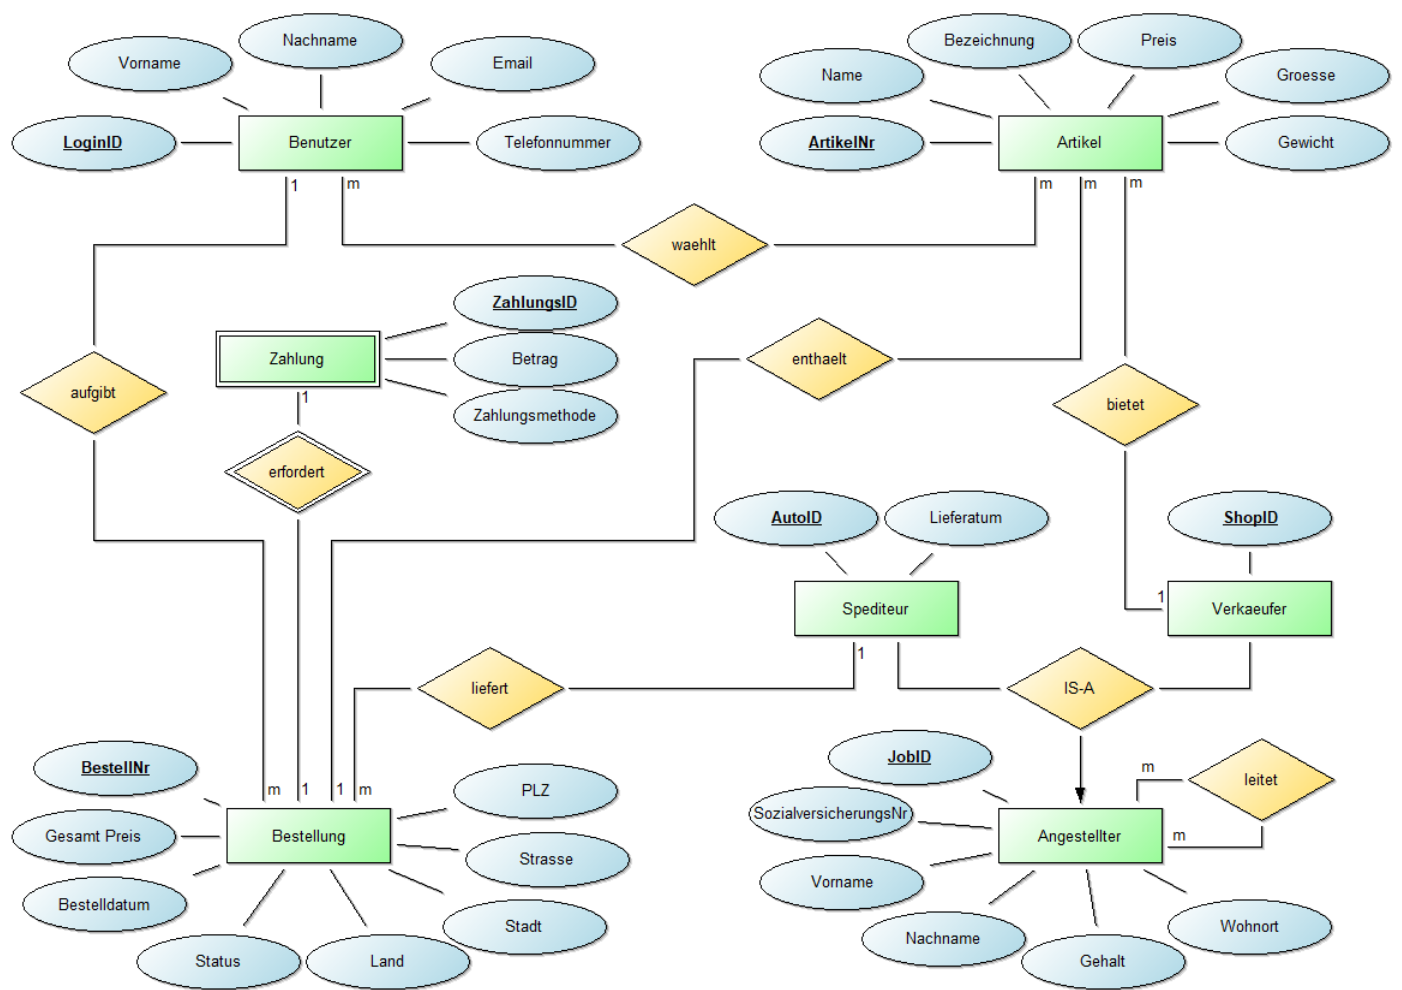 Nachname
Vorname
Email
LoginID
Benutzer
Telefonnummer
Bezeichnung
Preis
Name
Groesse
ArtikelNr
Artikel
Gewicht
1
m
m
m
m
waehlt
ZahlungsID
Zahlung
Betrag
Zahlungsmethode
enthaelt
aufgibt
1
bietet
erfordert
AutoID
Lieferatum
ShopID
Spediteur
1
Verkaeufer
1
liefert
IS-A
BestellNr
m
1
1
m
PLZ
JobID
m
leitet
Gesamt Preis
Bestellung
Strasse
SozialversicherungsNr
Angestellter
m
Bestelldatum
Stadt
Vorname
Status
Land
Nachname
Gehalt
Wohnort